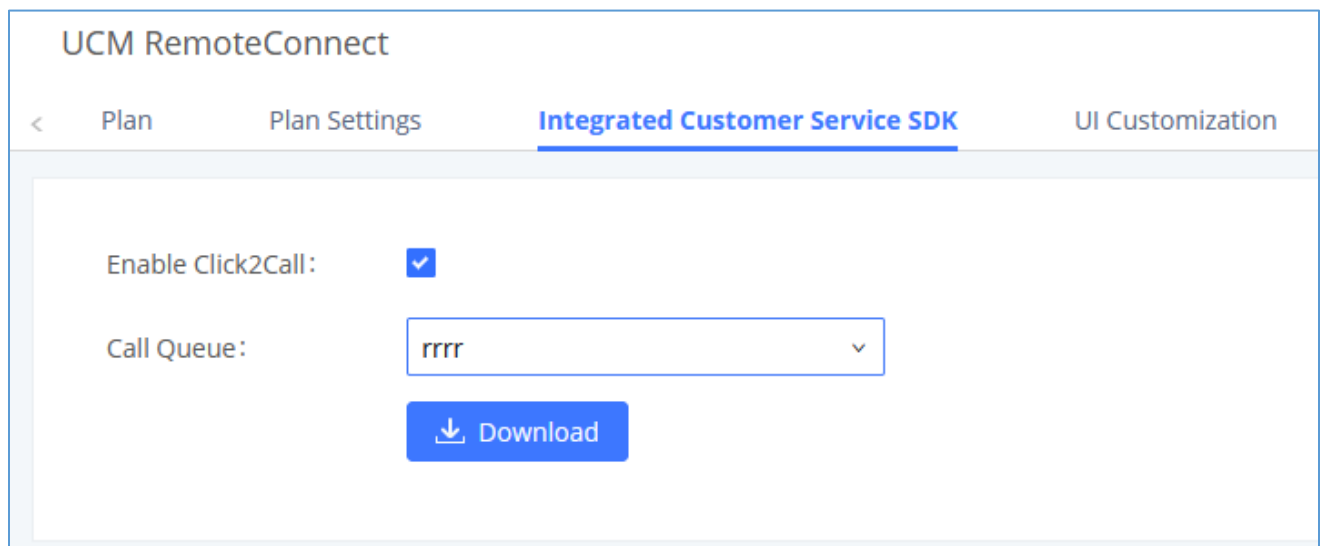 UCM RemoteConnect
< Plan Plan Settings Integrated Customer Service SDK UI Customization
Enable Click2Call:
Call Queue: rrrr
Download